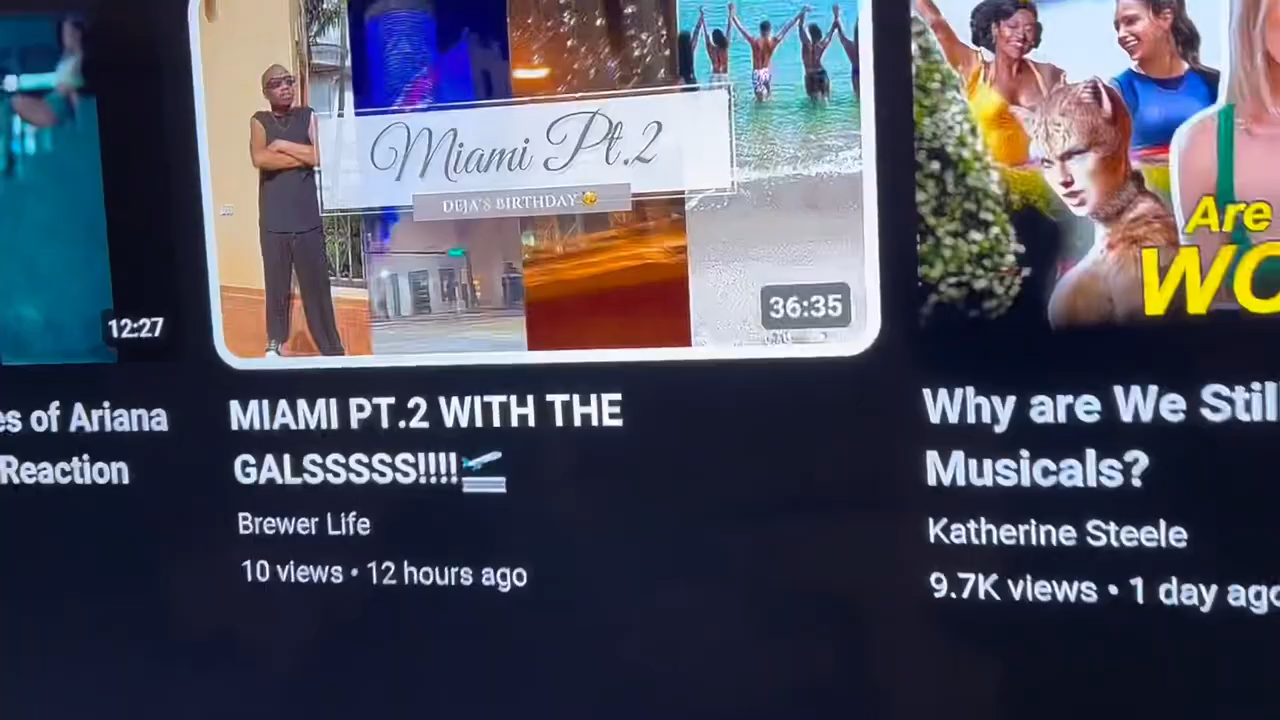 Miami Pt.2
DEJA'S BIRTHDAY 🥳
36:35
12:27
MIAMI PT.2 WITH THE
GALSSSSS!!!!🛫
Brewer Life
10 views • 12 hours ago
es of Ariana
Reaction
Are
WO
Why are We Stil
Musicals?
Katherine Steele
9.7K views • 1 day ago